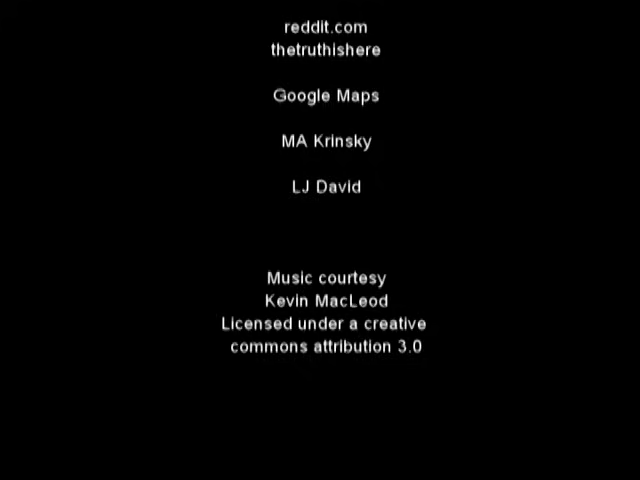 reddit.com
thetruthishere
Google Maps
MA Krinsky
LJ David
Music courtesy
Kevin MacLeod
Licensed under a creative
commons attribution 3.0